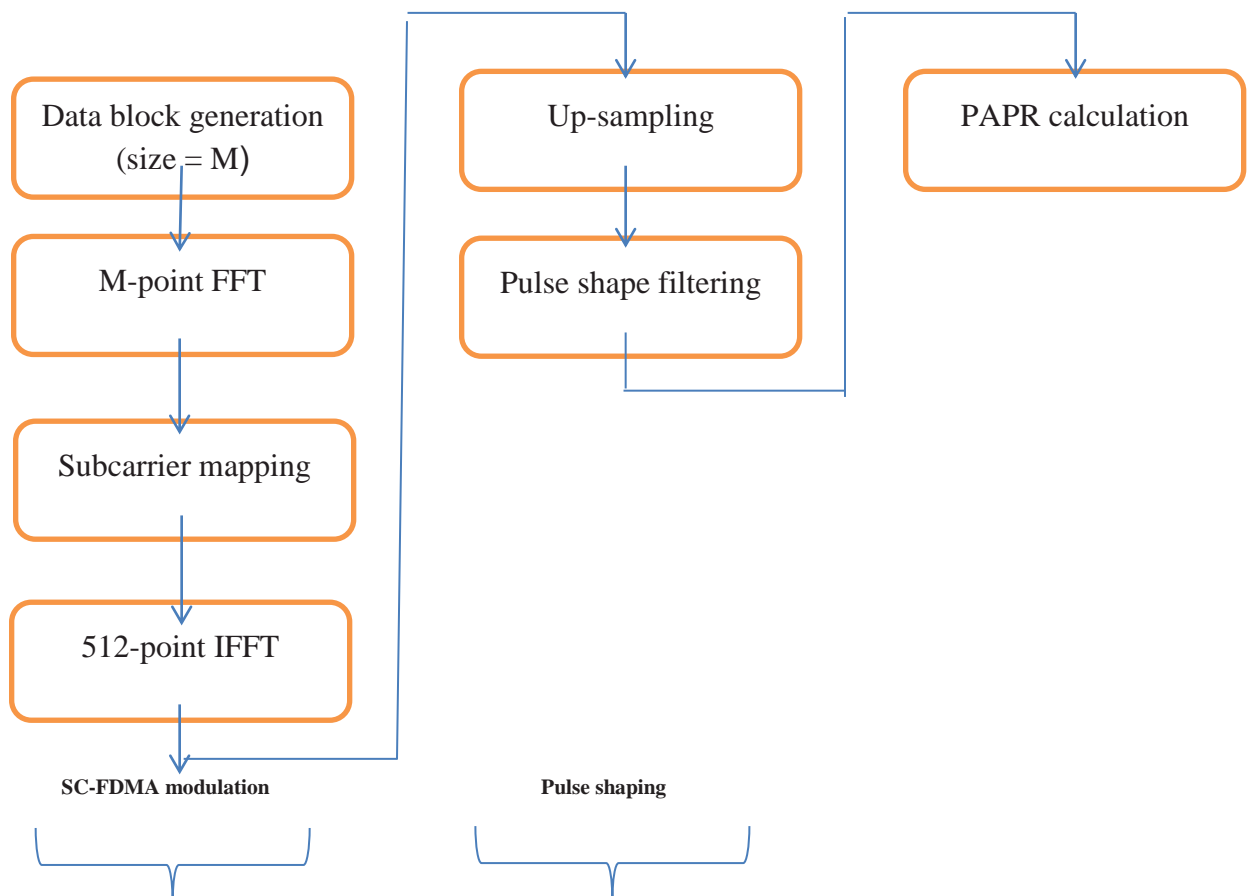 Data block generation
(size = M)
M-point FFT
Subcarrier mapping
512-point IFFT
SC-FDMA modulation
Up-sampling
Pulse shape filtering
Pulse shaping
PAPR calculation